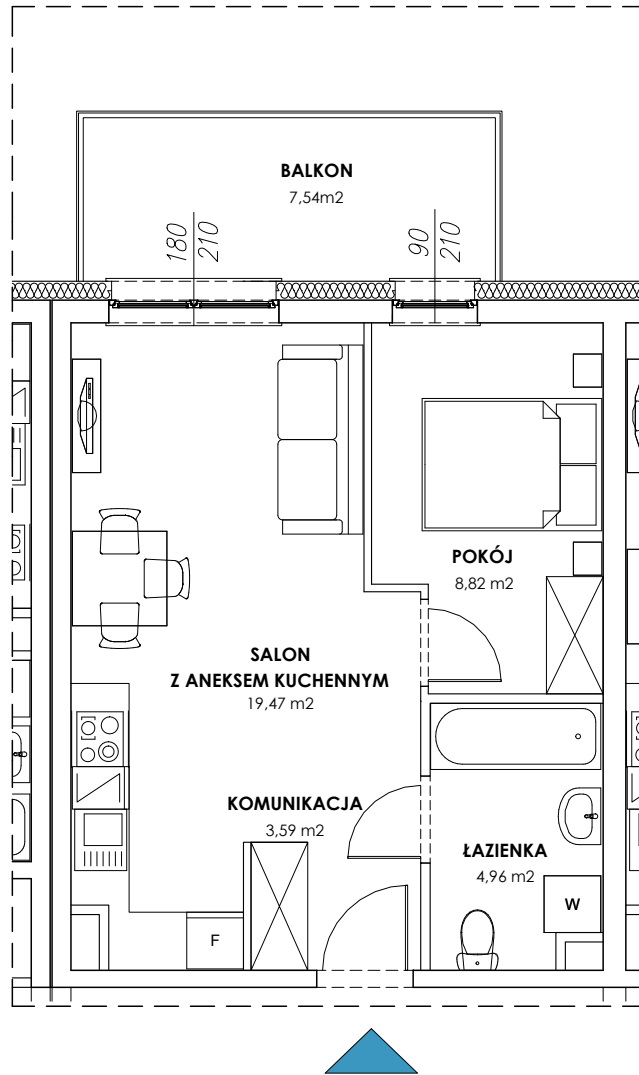 BALKON
7,54m2
180
210
90
210
POKÓJ
8,82 m2
SALON
Z ANEKSEM KUCHENNYM
19,47 m2
KOMUNIKACJA
3,59 m2
ŁAZIENKA
4,96 m2
W
F